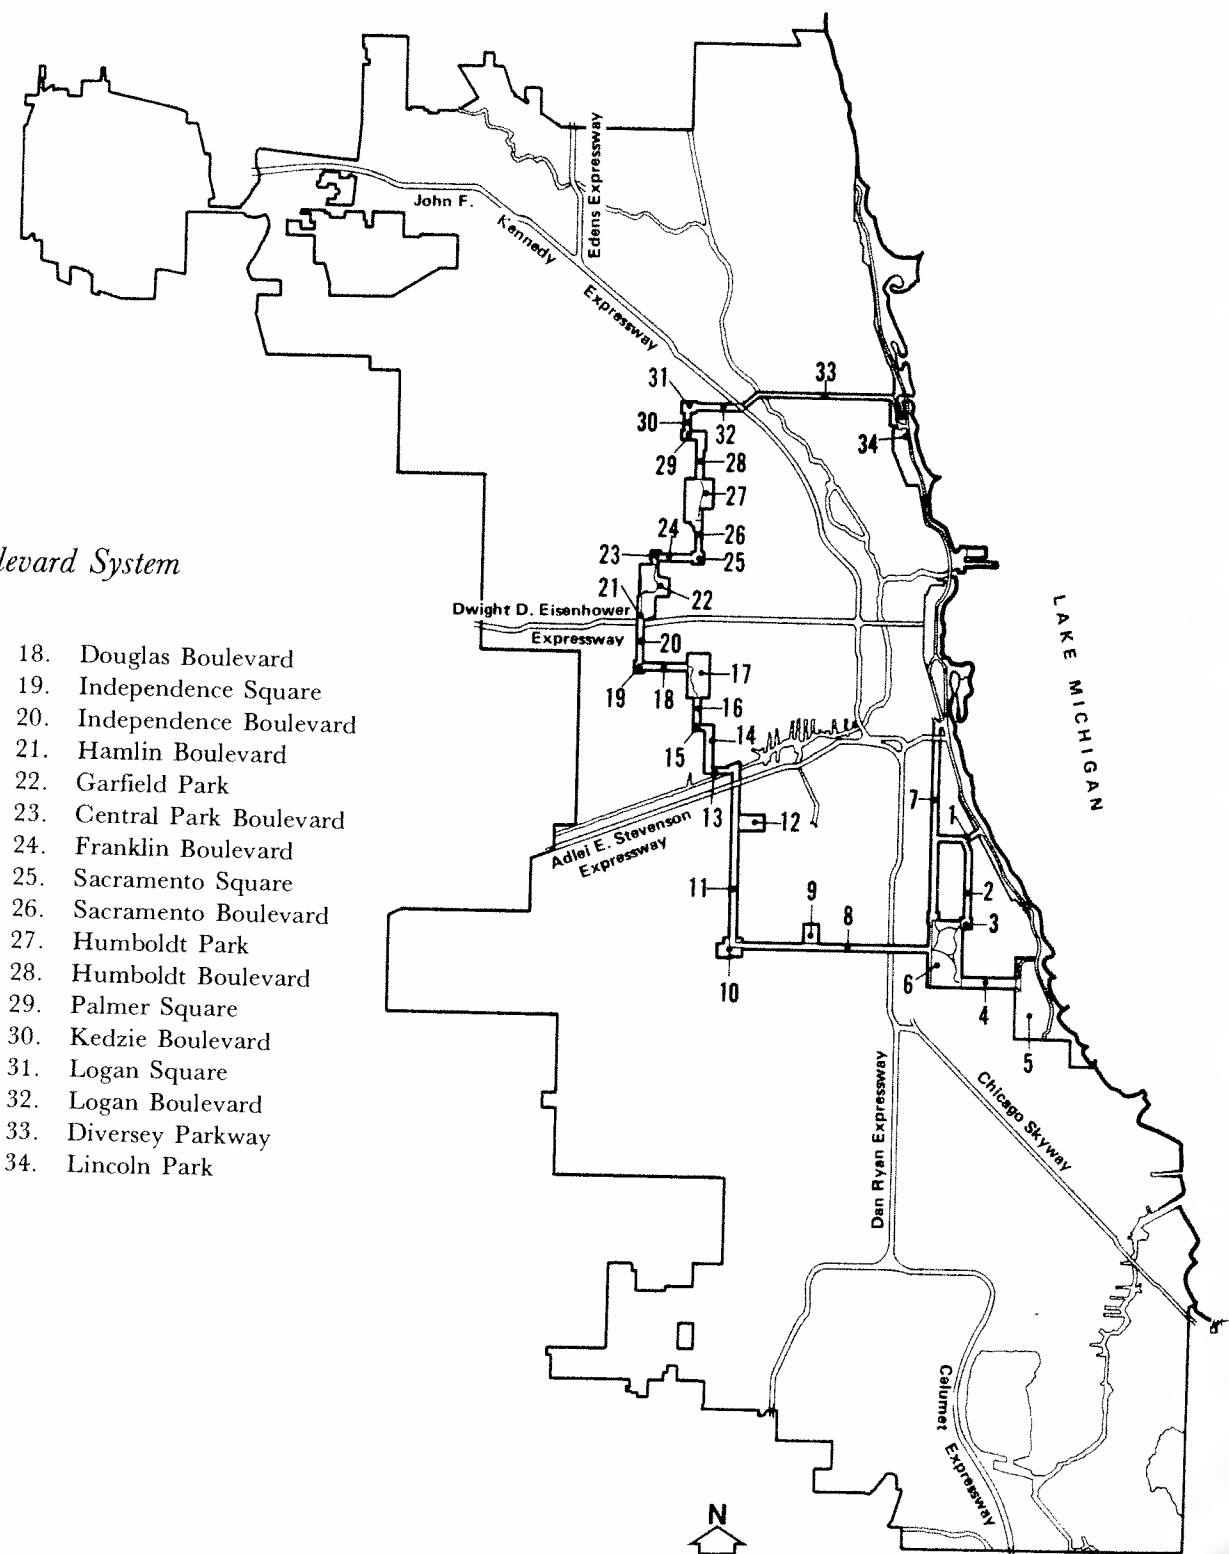 levard System
18. Douglas Boulevard
19. Independence Square
20. Independence Boulevard
21. Hamlin Boulevard
22. Garfield Park
23. Central Park Boulevard
24. Franklin Boulevard
25. Sacramento Square
26. Sacramento Boulevard
27. Humboldt Park
28. Humboldt Boulevard
29. Palmer Square
30. Kedzie Boulevard
31. Logan Square
32. Logan Boulevard
33. Diversey Parkway
34. Lincoln Park
John F.
Kennedy
Expressway
Edens Expressway
33
31
30
32
34
29
28
27
26
24
23
25
21
22
Dwight D. Eisenhower
Expressway
20
19
18
17
16
15
14
13
12
7
1
Adlei E. Stevenson
Expressway
11
9
8
2
3
10
6
4
5
LAKE MICHIGAN
Dan Ryan Expressway
Chicago Skyway
Calumet Expressway
N